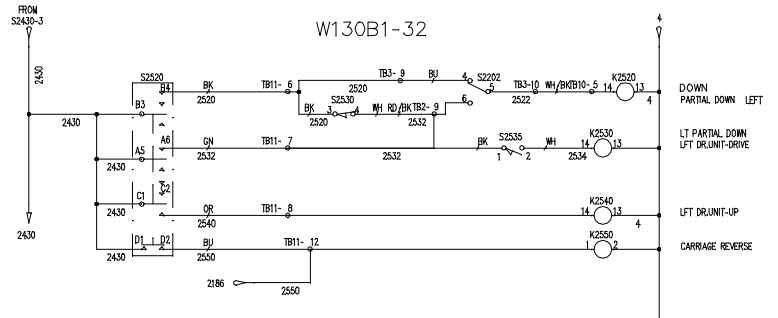 FROM
S2430-3
W130B1-32
4
2430
S2520
B4
BK
2520
TB11- 6
TB3- 9
2520
BU
4
S2202
5
6
TB3-10
2522
WH/BK
TB10- 5
14
K2520
13
4
DOWN
PARTIAL DOWN LEFT
B3
2430
BK
2520
S2530
3
4
WH
RD/BK
TB2- 9
2532
A6
GN
2532
TB11- 7
2532
BK
S2535
1
2
WH
2534
K2530
14
13
LT PARTIAL DOWN
LFT DR.UNIT-DRIVE
A5
2430
C2
C1
2430
OR
2540
TB11- 8
K2540
14
13
4
LFT DR.UNIT-UP
2430
D1
D2
2430
BU
2550
TB11- 12
K2550
1
2
CARRIAGE REVERSE
2186
2550